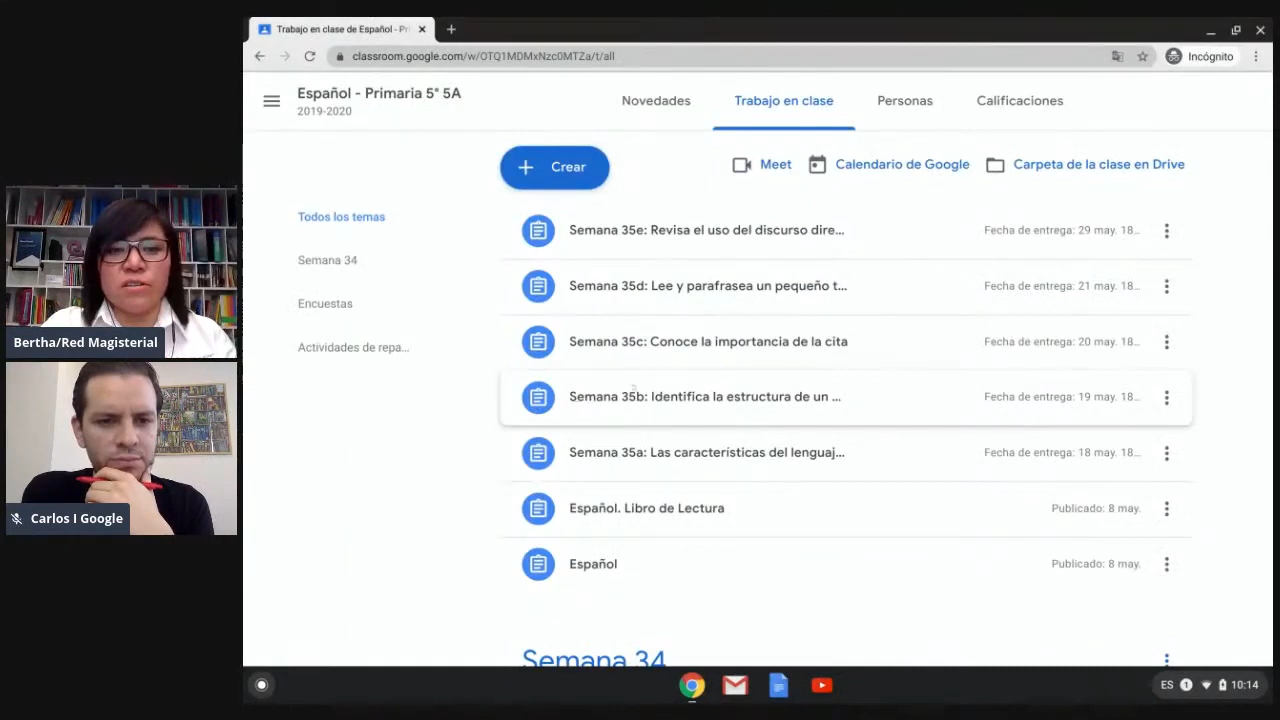 Trabajo en clase de Español - Pri
classroom.google.com/w/OTQ1MDMxNzc0MTZa/t/all
Incógnito
Español - Primaria 5° 5A
2019-2020
Novedades
Trabajo en clase
Personas
Calificaciones
Crear
Meet
Calendario de Google
Carpeta de la clase en Drive
Todos los temas
Semana 34
Encuestas
Actividades de repa...
Semana 35e: Revisa el uso del discurso dire...
Fecha de entrega: 29 may. 18...
Semana 35d: Lee y parafrasea un pequeño t...
Fecha de entrega: 21 may. 18...
Semana 35c: Conoce la importancia de la cita
Fecha de entrega: 20 may. 18...
Semana 35b: Identifica la estructura de un ...
Fecha de entrega: 19 may. 18...
Semana 35a: Las características del lenguaj...
Fecha de entrega: 18 may. 18...
Español. Libro de Lectura
Publicado: 8 may.
Español
Publicado: 8 may.
Semana 34
Bertha/Red Magisterial
Carlos I Google
ES
1
10:14